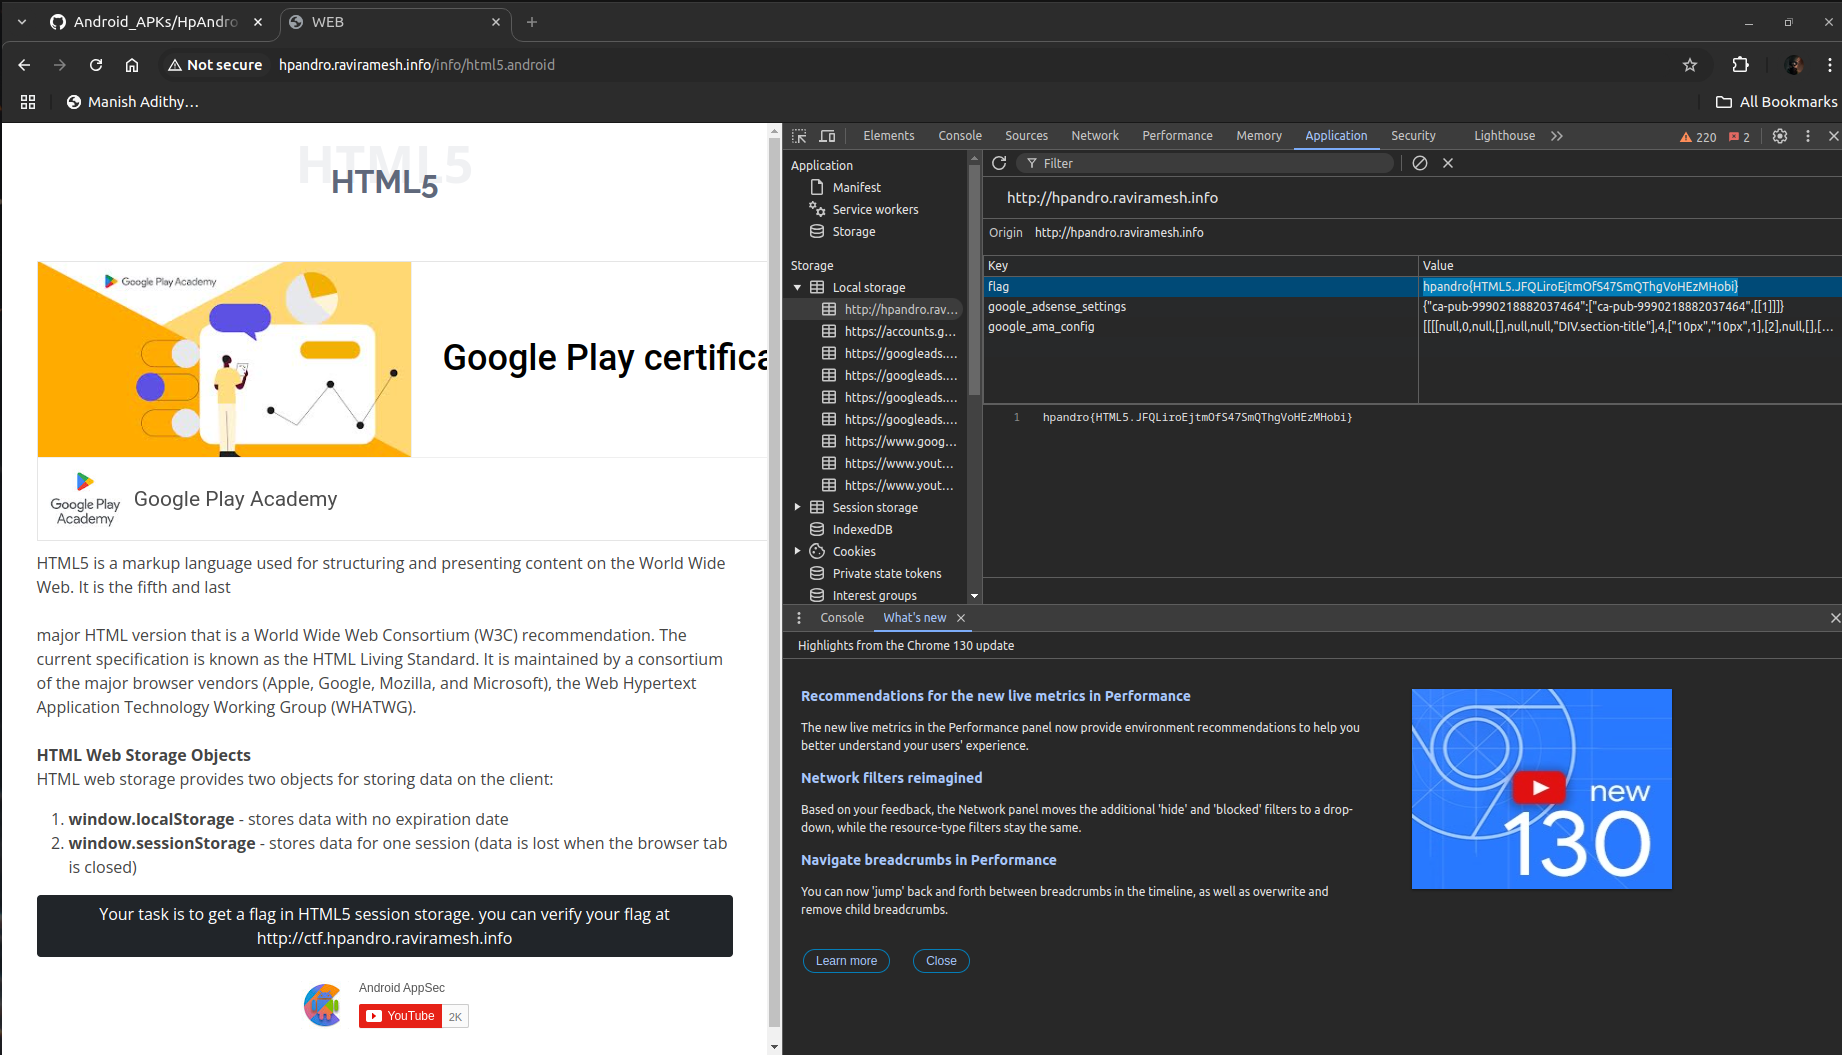 Android_APKs/HpAndro
WEB
Not secure
hpandro.raviramesh.info/info/html5.android
Manish Adithy…
All Bookmarks
HTML5
HTML5
Google Play Academy
Google Play certifica
Google Play
Academy
Google Play Academy
HTML5 is a markup language used for structuring and presenting content on the World Wide
Web. It is the fifth and last
major HTML version that is a World Wide Web Consortium (W3C) recommendation. The
current specification is known as the HTML Living Standard. It is maintained by a consortium
of the major browser vendors (Apple, Google, Mozilla, and Microsoft), the Web Hypertext
Application Technology Working Group (WHATWG).
HTML Web Storage Objects
HTML web storage provides two objects for storing data on the client:
1. window.localStorage - stores data with no expiration date
2. window.sessionStorage - stores data for one session (data is lost when the browser tab
is closed)
Your task is to get a flag in HTML5 session storage. you can verify your flag at
http://ctf.hpandro.raviramesh.info
Android AppSec
YouTube 2K
Elements Console Sources Network Performance Memory Application Security Lighthouse 220 2
Application
Manifest
Service workers
Storage
Storage
Local storage
http://hpandro.rav…
https://accounts.g…
https://googleads.…
https://googleads.…
https://googleads.…
https://googleads.…
https://www.goog…
https://www.yout…
https://www.yout…
Session storage
IndexedDB
Cookies
Private state tokens
Interest groups
Filter
http://hpandro.raviramesh.info
Origin http://hpandro.raviramesh.info
Key Value
flag hpandro{HTML5.JFQLiroEjtmOfS47SmQThgVoHEzMHobi}
google_adsense_settings {"ca-pub-9990218882037464":["ca-pub-9990218882037464",[[1]]]}
google_ama_config [[[[null,0,null,[],null,null,"DIV.section-title"],4,["10px","10px",1],[2],null,[],[…
1 hpandro{HTML5.JFQLiroEjtmOfS47SmQThgVoHEzMHobi}
Console What's new
Highlights from the Chrome 130 update
Recommendations for the new live metrics in Performance
The new live metrics in the Performance panel now provide environment recommendations to help you
better understand your users' experience.
Network filters reimagined
Based on your feedback, the Network panel moves the additional 'hide' and 'blocked' filters to a drop-
down, while the resource-type filters stay the same.
Navigate breadcrumbs in Performance
You can now 'jump' back and forth between breadcrumbs in the timeline, as well as overwrite and
remove child breadcrumbs.
Learn more Close
new
130